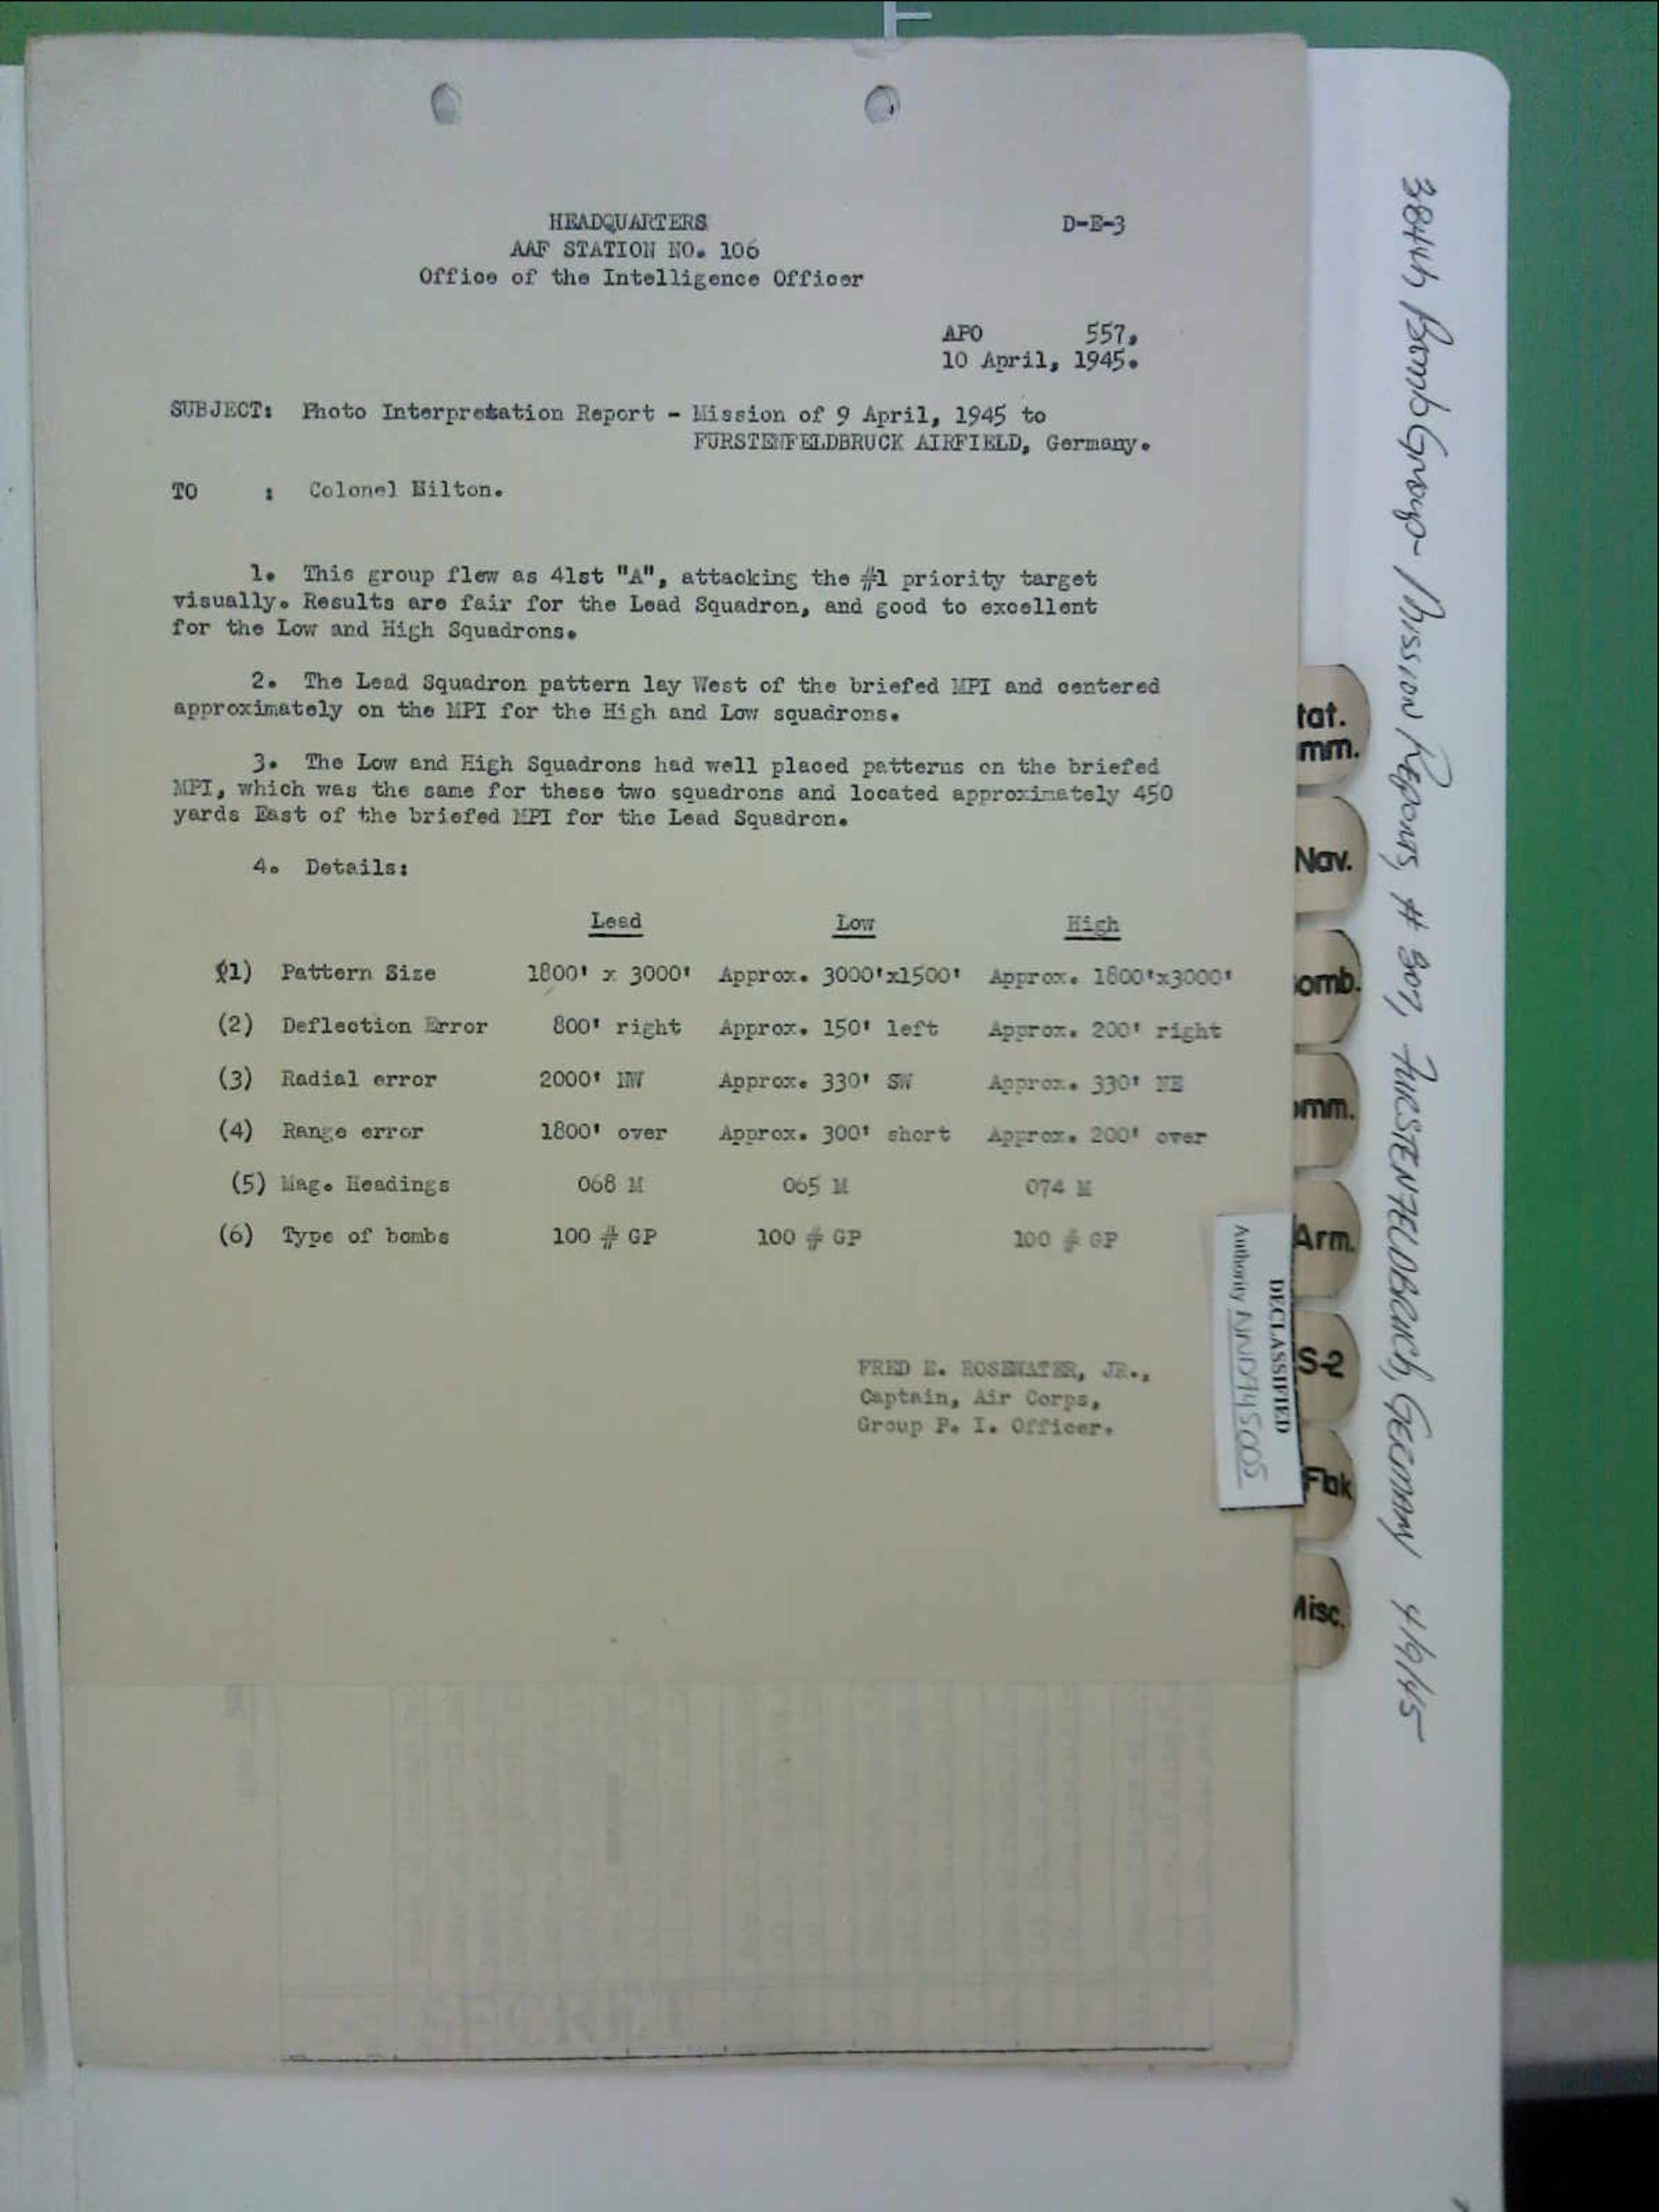 HEADQUARTERS
D-E-3
AAF STATION NO. 106
Office of the Intelligence Officer
APO 557,
10 April, 1945.
SUBJECT: Photo Interpretation Report - Mission of 9 April, 1945 to
FURSTENFELDBRUCK AIRFIELD, Germany.
TO : Colonel Milton.
1. This group flew as 41st "A", attacking the #1 priority target
visually. Results are fair for the Lead Squadron, and good to excellent
for the Low and High Squadrons.
2. The Lead Squadron pattern lay West of the briefed MPI and centered
approximately on the MPI for the High and Low squadrons.
3. The Low and High Squadrons had well placed patterns on the briefed
MPI, which was the same for these two squadrons and located approximately 450
yards East of the briefed MPI for the Lead Squadron.
4. Details:
Lead Low High
(1) Pattern Size 1800' x 3000' Approx. 3000'x1500' Approx. 1800'x3000'
(2) Deflection Error 800' right Approx. 150' left Approx. 200' right
(3) Radial error 2000' NW Approx. 330' SW Approx. 330' NE
(4) Range error 1800' over Approx. 300' short Approx. 200' over
(5) Mag. Headings 068 M 065 M 074 M
(6) Type of bombs 100 # GP 100 # GP 100 # GP
FRED E. ROSEWATER, JR.,
Captain, Air Corps,
Group P. I. Officer.
DECLASSIFIED
Authority NND745005
tat.
mm.
Nav.
omb.
omm.
Arm.
S-2
Flak
Misc.
384th Bomb Group - Mission Reports, # 307, FURSTENFELDBRUCK, GERMANY 4/9/45